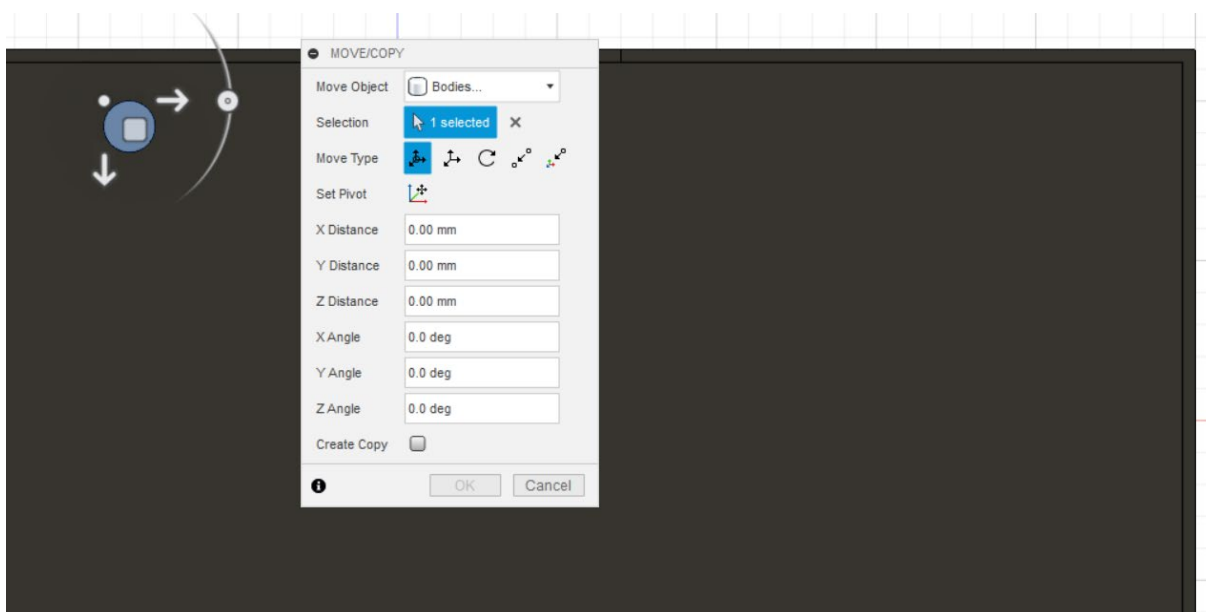 MOVE/COPY
Move Object Bodies...
Selection 1 selected
Move Type
Set Pivot
X Distance 0.00 mm
Y Distance 0.00 mm
Z Distance 0.00 mm
X Angle 0.0 deg
Y Angle 0.0 deg
Z Angle 0.0 deg
Create Copy
OK Cancel